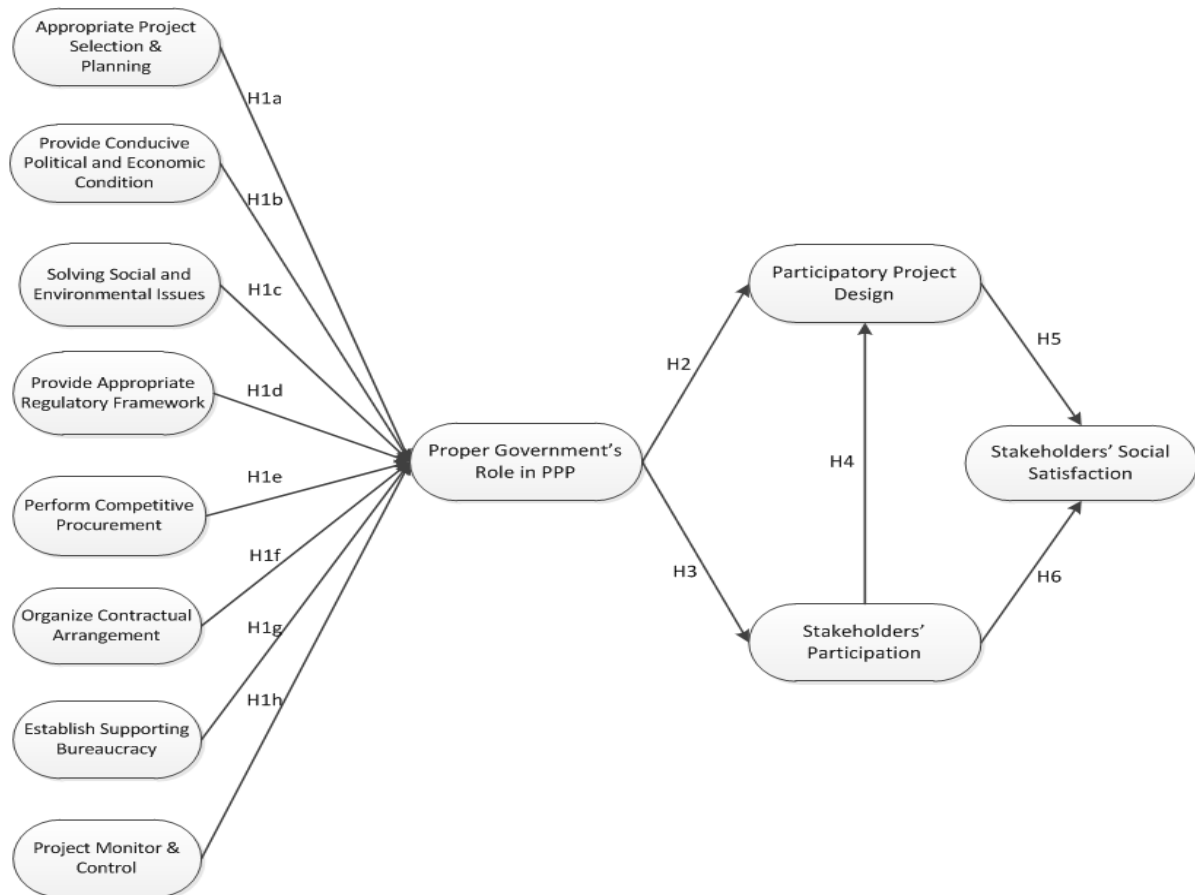 Appropriate Project
Selection &
Planning
H1a
Provide Conducive
Political and Economic
Condition
H1b
Solving Social and
Environmental Issues
H1c
Provide Appropriate
Regulatory Framework
H1d
Perform Competitive
Procurement
H1e
Organize Contractual
Arrangement
H1f
Establish Supporting
Bureaucracy
H1g
Project Monitor &
Control
H1h
Proper Government's
Role in PPP
H2
H3
Participatory Project
Design
H4
Stakeholders'
Participation
H5
H6
Stakeholders' Social
Satisfaction